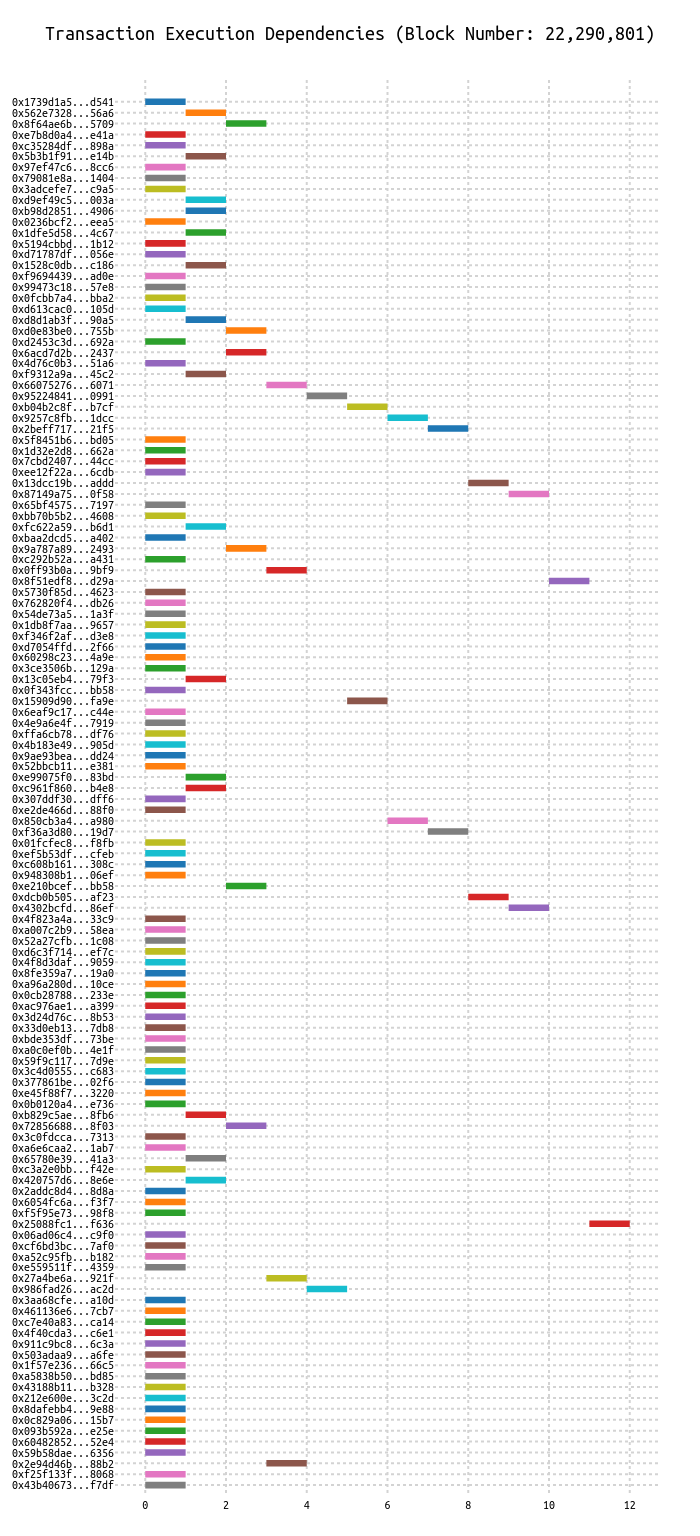 Transaction Execution Dependencies (Block Number: 22,290,801)
0x1739d1a5...d541
0x562e7328...56a6
0x8f64ae6b...5709
0xe7b8d0a4...e41a
0xc35284df...898a
0x5b3b1f91...e14b
0x97ef47c6...8cc6
0x79081e8a...1404
0x3adcefe7...c9a5
0xd9ef49c5...003a
0xb98d2851...4906
0x0236bcf2...eea5
0x1dfe5d58...4c67
0x5194cbbd...1b12
0xd71787df...056e
0x1528c0db...c186
0xf9694439...ad0e
0x99473c18...57e8
0x0fcbb7a4...bba2
0xd613cac0...105d
0xd8d1ab3f...90a5
0xd0e83be0...755b
0xd2453c3d...692a
0x6acd7d2b...2437
0x4d76c0b3...51a6
0xf9312a9a...45c2
0x66075276...6071
0x95224841...0991
0xb04b2c8f...b7cf
0x9257c8fb...1dcc
0x2beff717...21f5
0x5f8451b6...bd05
0x1d32e2d8...662a
0x7cbd2407...44cc
0xee12f22a...6cdb
0x13dcc19b...addd
0x87149a75...0f58
0x65bf4575...7197
0xbb70b5b2...4608
0xfc622a59...b6d1
0xbaa2dcd5...a402
0x9a787a89...2493
0xc292b52a...a431
0x0ff93b0a...9bf9
0x8f51edf8...d29a
0x5730f85d...4623
0x762820f4...db26
0x54de73a5...1a3f
0x1db8f7aa...9657
0xf346f2af...d3e8
0xd7054ffd...2f66
0x60298c23...4a9e
0x3ce3506b...129a
0x13c05eb4...79f3
0x0f343fcc...bb58
0x15909d90...fa9e
0x6eaf9c17...c44e
0x4e9a6e4f...7919
0xffa6cb78...df76
0x4b183e49...905d
0x9ae93bea...dd24
0x52bbcb11...e381
0xe99075f0...83bd
0xc961f860...b4e8
0x307ddf30...dff6
0xe2de466d...88f0
0x850cb3a4...a980
0xf36a3d80...19d7
0x01fcfec8...f8fb
0xef5b53df...cfeb
0xc608b161...308c
0x948308b1...06ef
0xe210bcef...bb58
0xdcb0b505...af23
0x4302bcfd...86ef
0x4f823a4a...33c9
0xa007c2b9...58ea
0x52a27cfb...1c08
0xd6c3f714...ef7c
0x4f8d3daf...9059
0x8fe359a7...19a0
0xa96a280d...10ce
0x0cb28788...233e
0xac976ae1...a399
0x3d24d76c...8b53
0x33d0eb13...7db8
0xbde353df...73be
0xa0c0ef0b...4e1f
0x59f9c117...7d9e
0x3c4d0555...c683
0x377861be...02f6
0xe45f88f7...3220
0x0b0120a4...e736
0xb829c5ae...8fb6
0x72856688...8f03
0x3c0fdcca...7313
0xa6e6caa2...1ab7
0x65780e39...41a3
0xc3a2e0bb...f42e
0x420757d6...8e6e
0x2addc8d4...8d8a
0x6054fc6a...f3f7
0xf5f95e73...98f8
0x25088fc1...f636
0x06ad06c4...c9f0
0xcf6bd3bc...7af0
0xa52c95fb...b182
0xe559511f...4359
0x27a4be6a...921f
0x986fad26...ac2d
0x3aa68cfe...a10d
0x461136e6...7cb7
0xc7e40a83...ca14
0x4f40cda3...c6e1
0x911c9bc8...6c3a
0x503adaa9...a6fe
0x1f57e236...66c5
0xa5838b50...bd85
0x43188b11...b328
0x212e600e...3c2d
0x8dafebb4...9e88
0x0c829a06...15b7
0x093b592a...e25e
0x60482852...52e4
0x59b58dae...6356
0x2e94d46b...88b2
0xf25f133f...8068
0x43b40673...f7df
0 2 4 6 8 10 12